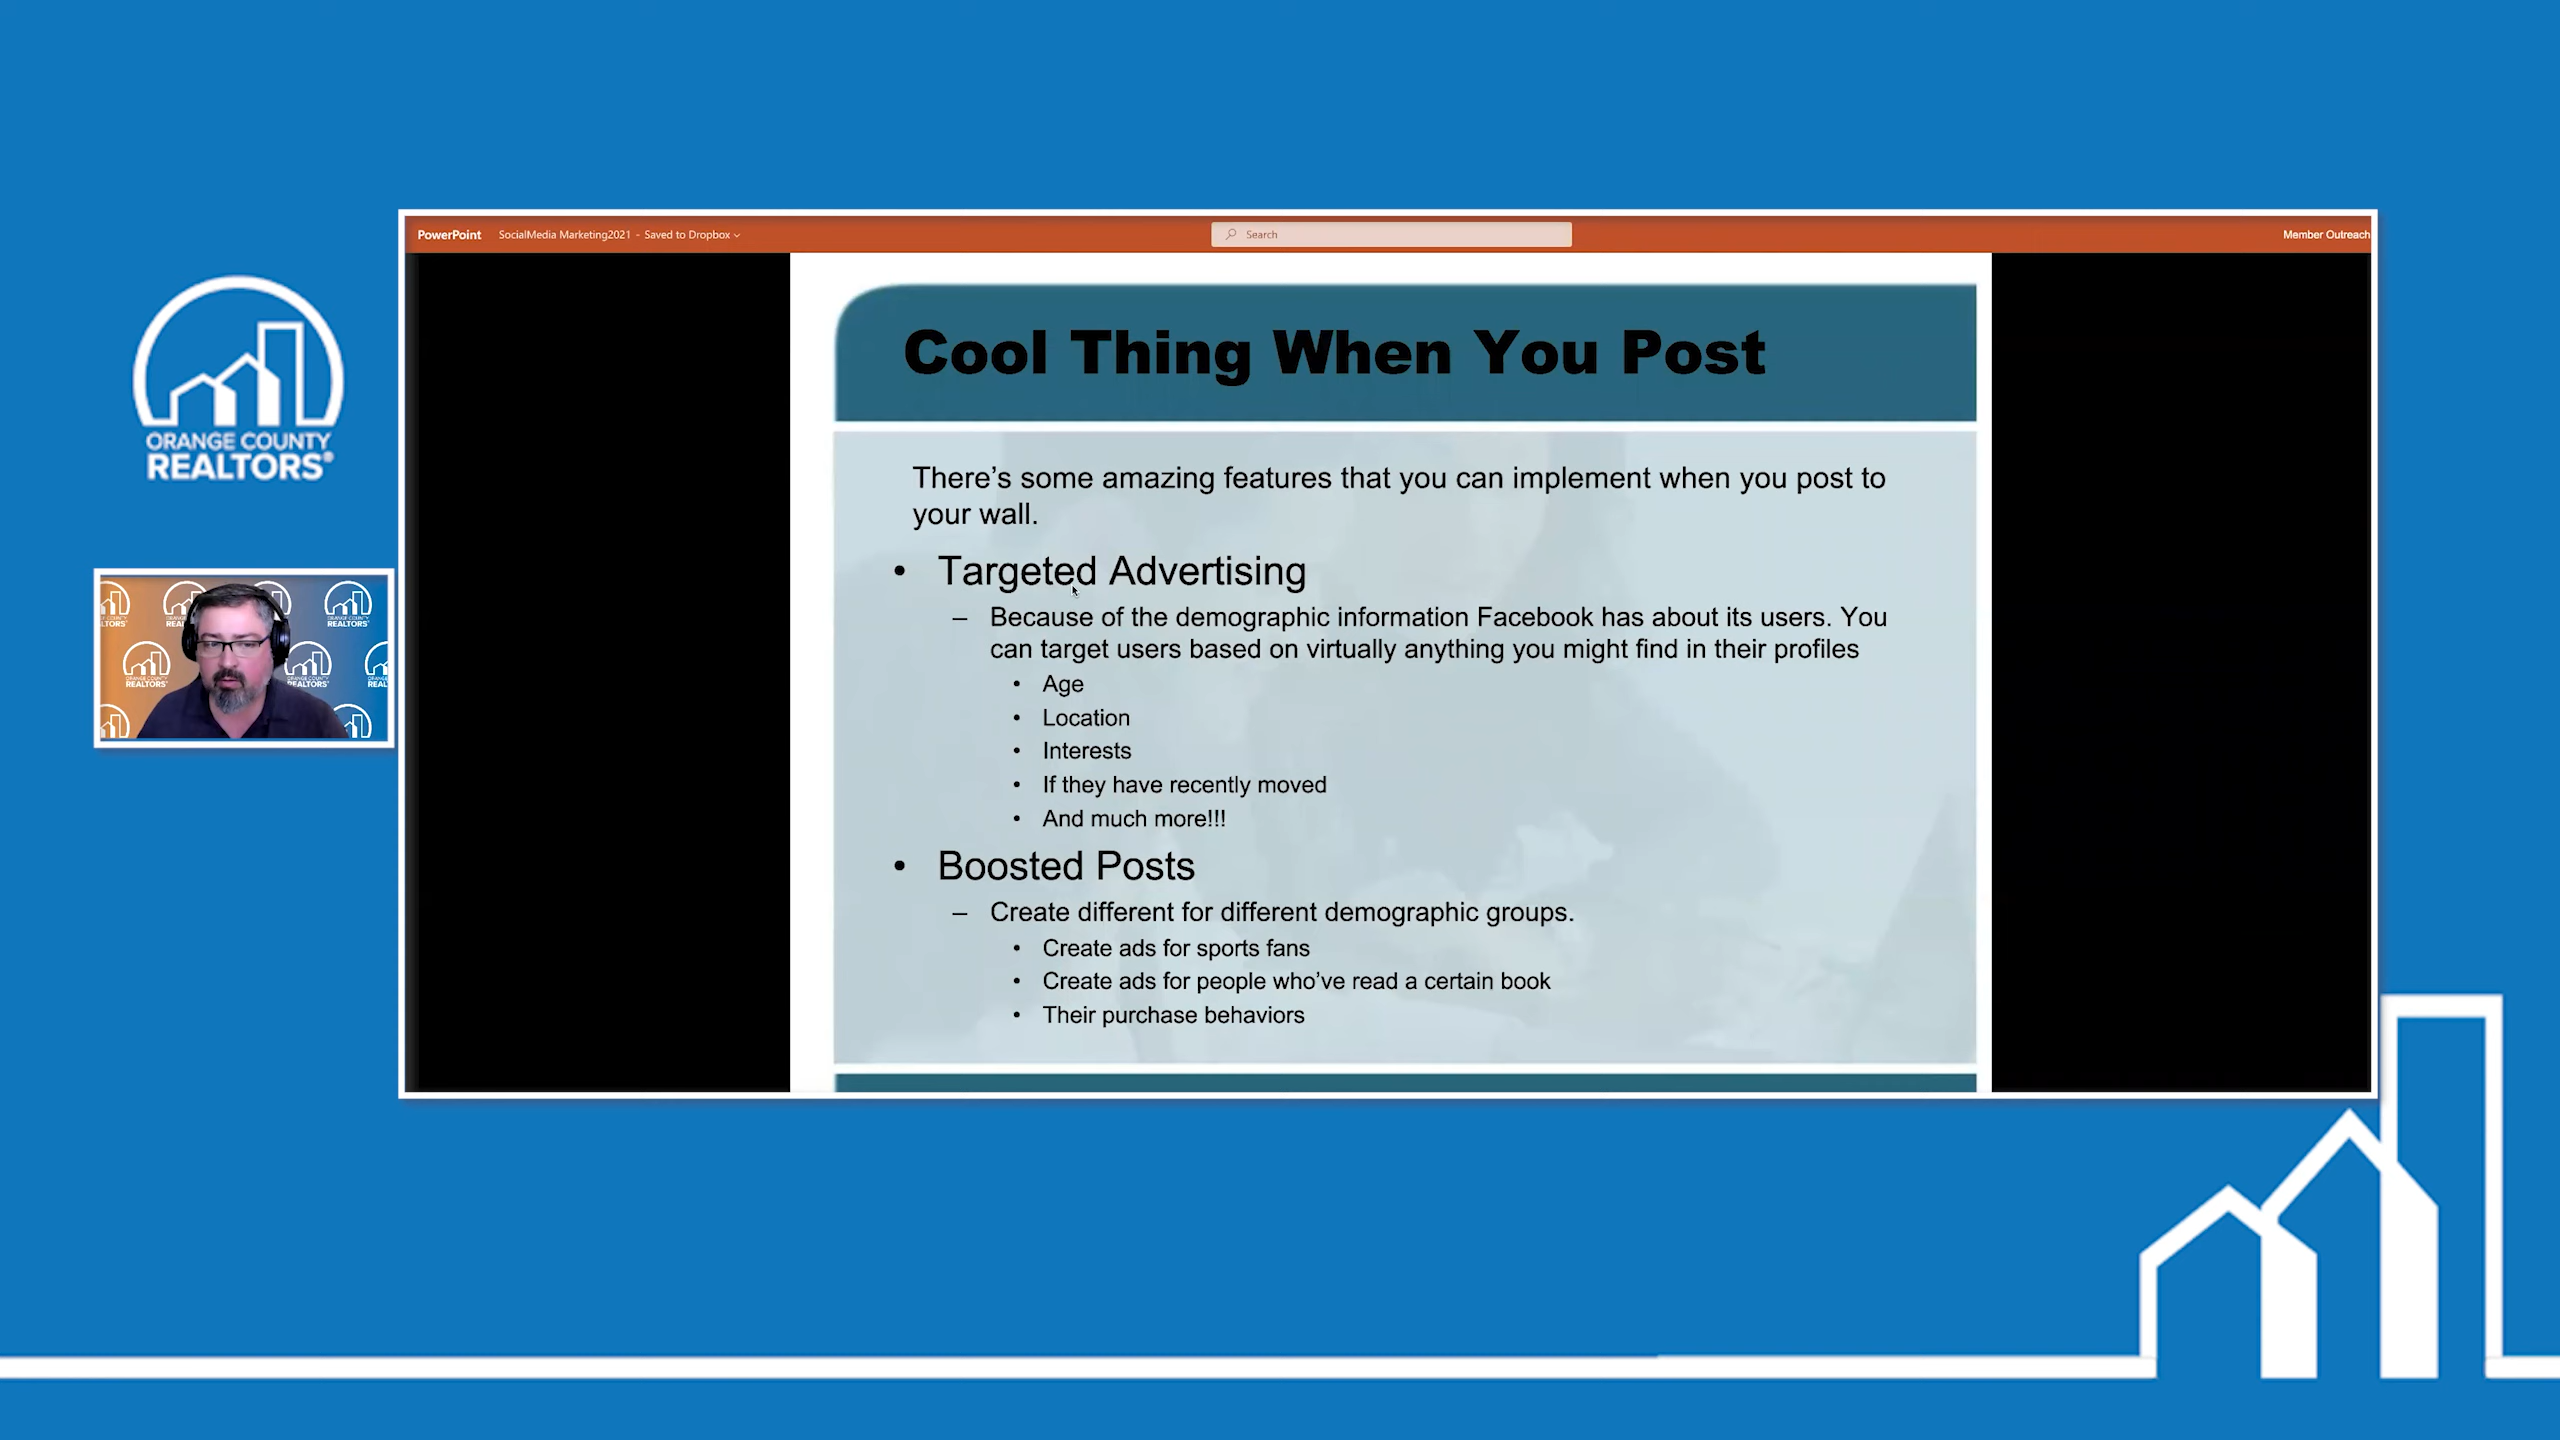 PowerPoint SocialMedia Marketing2021 - Saved to Dropbox
Search
Member Outreach
ORANGE COUNTY
REALTORS®
Cool Thing When You Post
There’s some amazing features that you can implement when you post to
your wall.
• Targeted Advertising
– Because of the demographic information Facebook has about its users. You
can target users based on virtually anything you might find in their profiles
• Age
• Location
• Interests
• If they have recently moved
• And much more!!!
• Boosted Posts
– Create different for different demographic groups.
• Create ads for sports fans
• Create ads for people who’ve read a certain book
• Their purchase behaviors